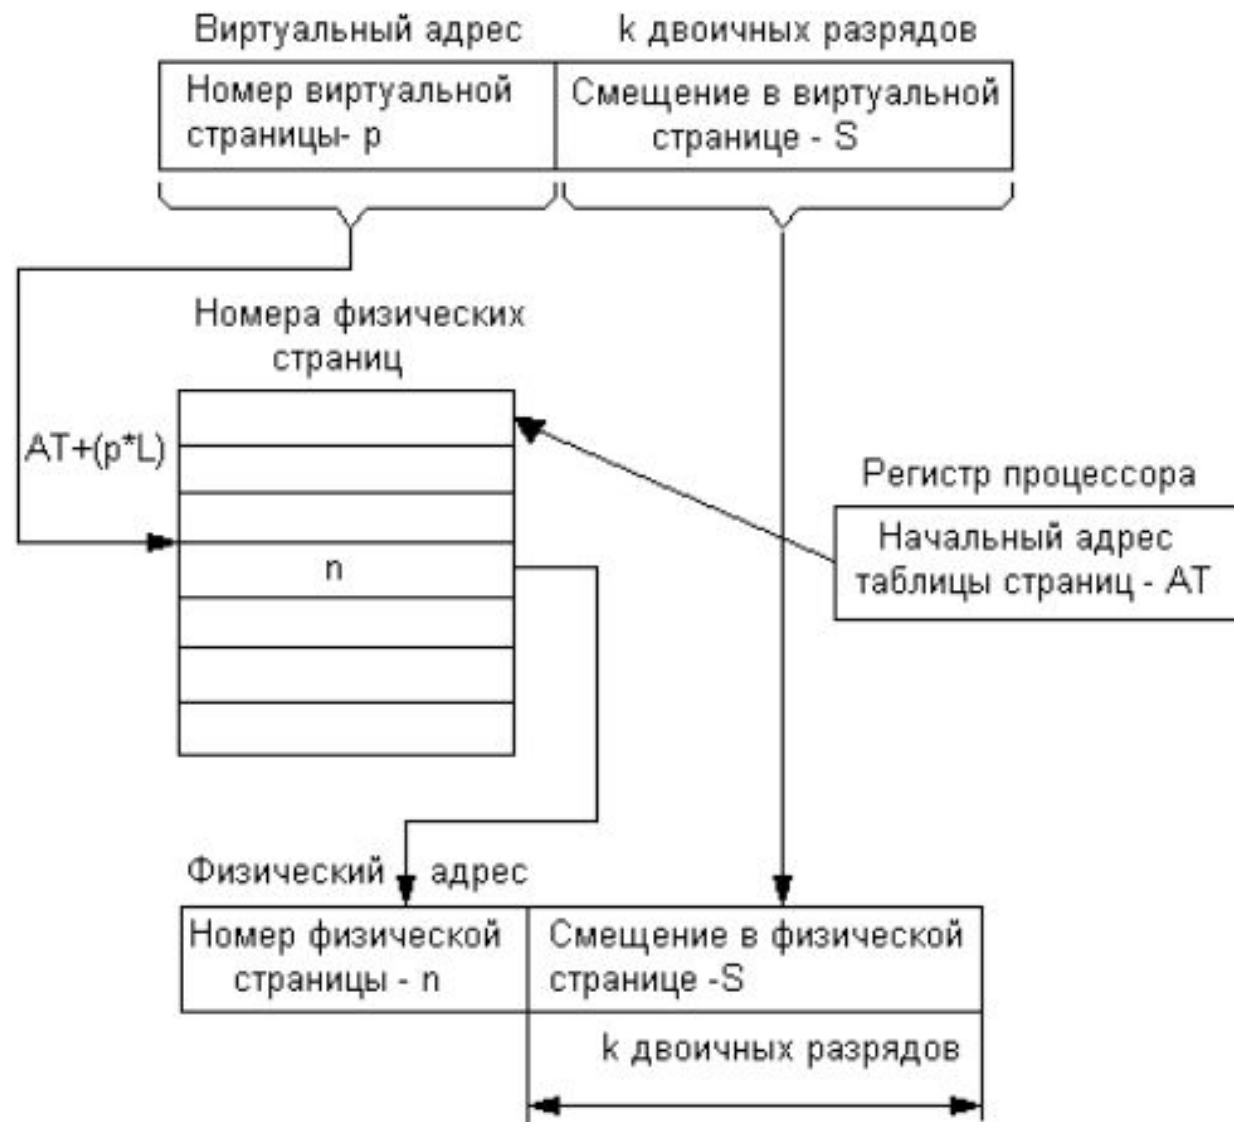 Виртуальный адрес
k двоичных разрядов
Номер виртуальной
страницы- p
Смещение в виртуальной
странице - S
Номера физических
страниц
AT+(p*L)
n
Регистр процессора
Начальный адрес
таблицы страниц - AT
Физический адрес
Номер физической
страницы - n
Смещение в физической
странице -S
k двоичных разрядов